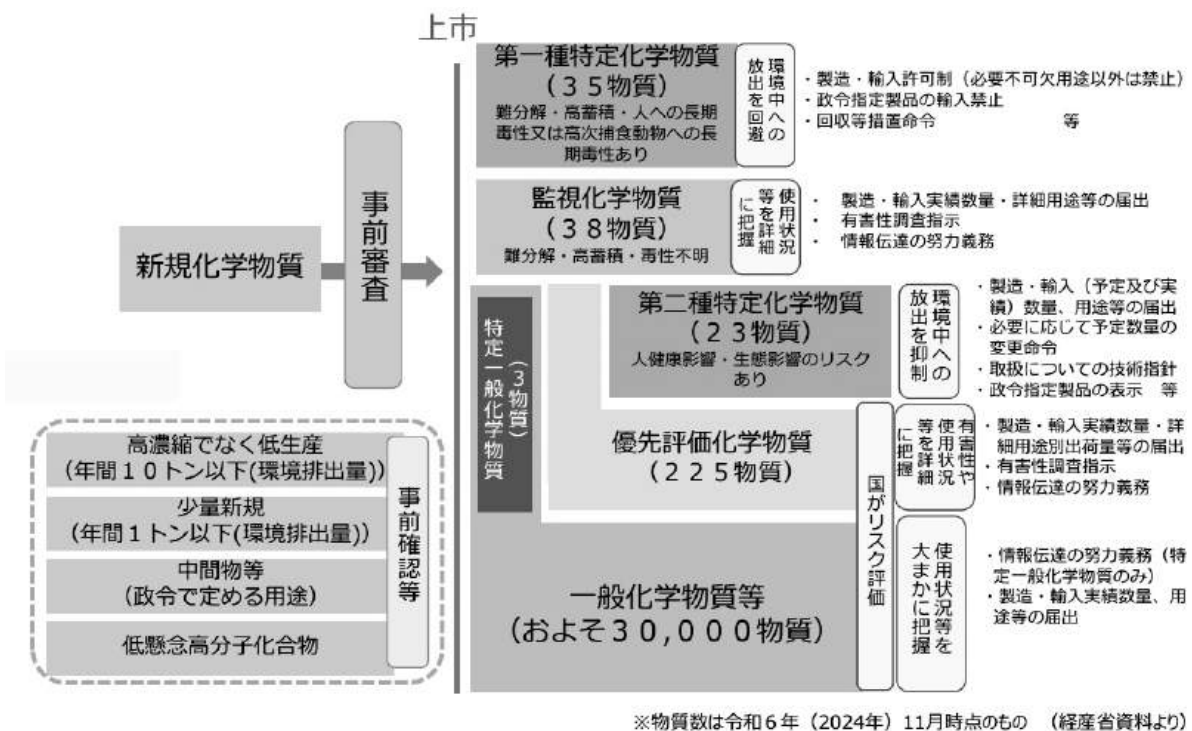 上市
新規化学物質
事前審査
高濃縮でなく低生産
(年間10トン以下(環境排出量)
少量新規
(年間1トン以下(環境排出量))
中間物等
(政令で定める用途)
低懸念高分子化合物
事前確認等
第一種特定化学物質
(35物質)
難分解・高蓄積・人への長期
毒性又は高次捕食動物への長
期毒性あり
環境中への
放出を回避
・製造・輸入許可制(必要不可欠用途以外は禁止)
・政令指定製品の輸入禁止
・回収等措置命令 等
監視化学物質
(38物質)
難分解・高蓄積・毒性不明
使用状況
等を詳細
に把握
・ 製造・輸入実績数量・詳細用途等の届出
・ 有害性調査指示
・ 情報伝達の努力義務
(3物質)
特定一般化学物質
第二種特定化学物質
(23物質)
人健康影響・生態影響のリスク
あり
環境中への
放出を抑制
・製造・輸入(予定及び実
績)数量、用途等の届出
・必要に応じて予定数量の
変更命令
・取扱についての技術指針
・政令指定製品の表示 等
優先評価化学物質
(225物質)
国がリスク評価
有害性や
使用状況
等を詳細
に把握
・製造・輸入実績数量・詳
細用途別出荷量等の届出
・有害性調査指示
・情報伝達の努力義務
一般化学物質等
(およそ30,000物質)
使用状況等を
大まかに把握
・情報伝達の努力義務(特
定一般化学物質のみ)
・製造・輸入実績数量、用
途等の届出
※物質数は令和6年(2024年)11月時点のもの (経産省資料より)